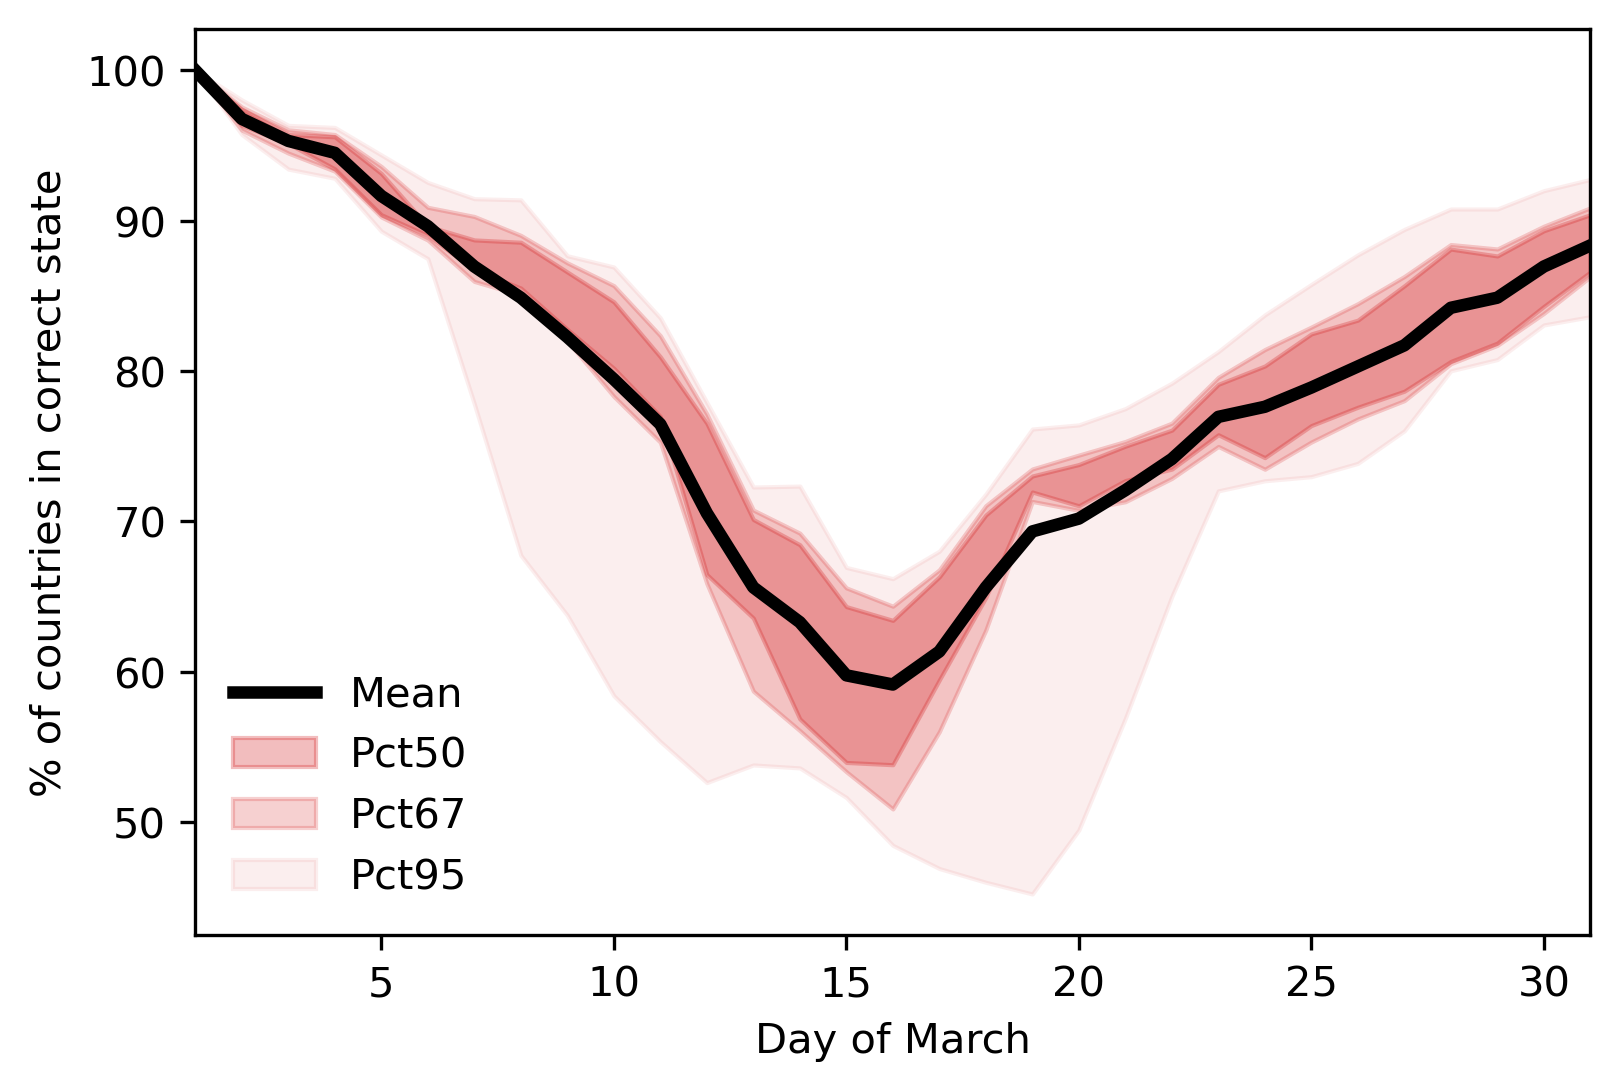 % of countries in correct state
100
90
80
70
60
50
Mean
Pct50
Pct67
Pct95
5 10 15 20 25 30
Day of March